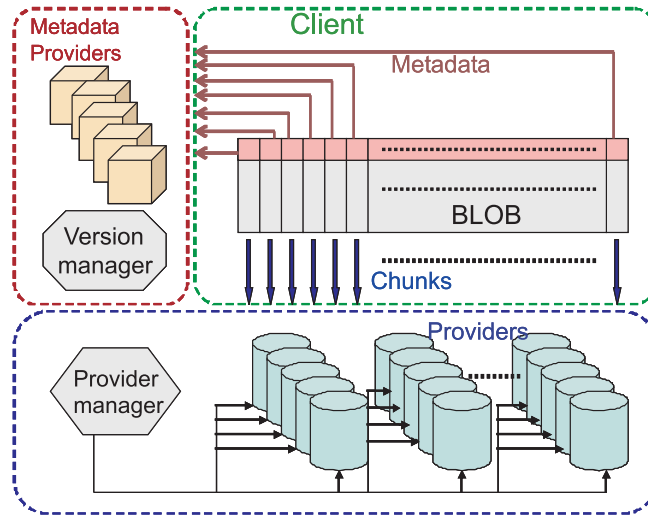 Metadata
Providers
Client
Metadata
BLOB
Version
manager
Chunks
Providers
Provider
manager